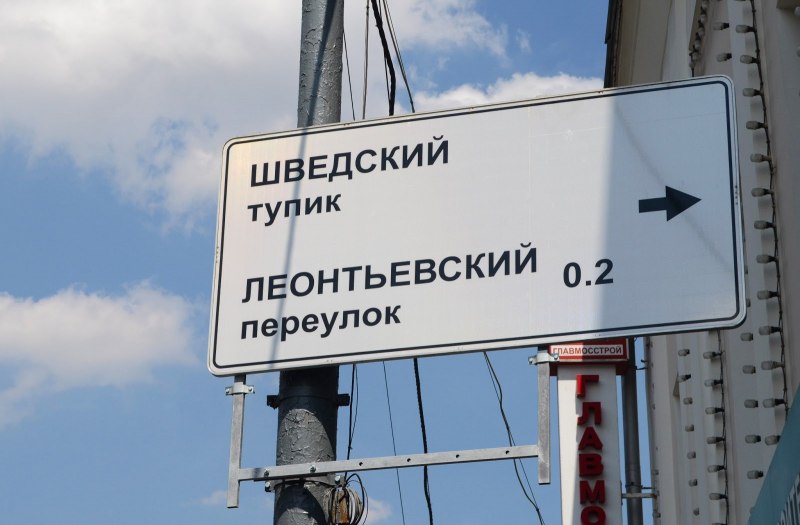 ШВЕДСКИЙ
тупик
ЛЕОНТЬЕВСКИЙ 0.2
переулок
ГЛАВМОССТРОЙ
ГЛАВМО